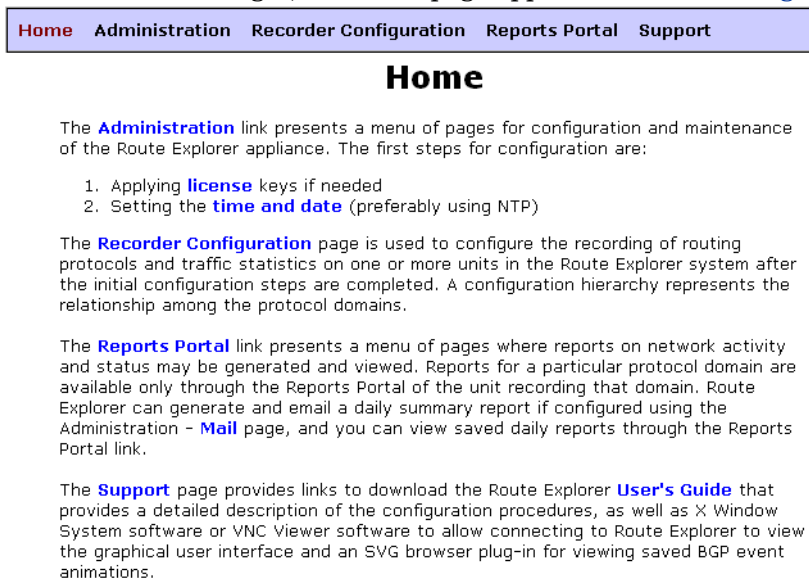 Home Administration Recorder Configuration Reports Portal Support
Home
The Administration link presents a menu of pages for configuration and maintenance
of the Route Explorer appliance. The first steps for configuration are:
1. Applying license keys if needed
2. Setting the time and date (preferably using NTP)
The Recorder Configuration page is used to configure the recording of routing
protocols and traffic statistics on one or more units in the Route Explorer system after
the initial configuration steps are completed. A configuration hierarchy represents the
relationship among the protocol domains.
The Reports Portal link presents a menu of pages where reports on network activity
and status may be generated and viewed. Reports for a particular protocol domain are
available only through the Reports Portal of the unit recording that domain. Route
Explorer can generate and email a daily summary report if configured using the
Administration - Mail page, and you can view saved daily reports through the Reports
Portal link.
The Support page provides links to download the Route Explorer User's Guide that
provides a detailed description of the configuration procedures, as well as X Window
System software or VNC Viewer software to allow connecting to Route Explorer to view
the graphical user interface and an SVG browser plug-in for viewing saved BGP event
animations.